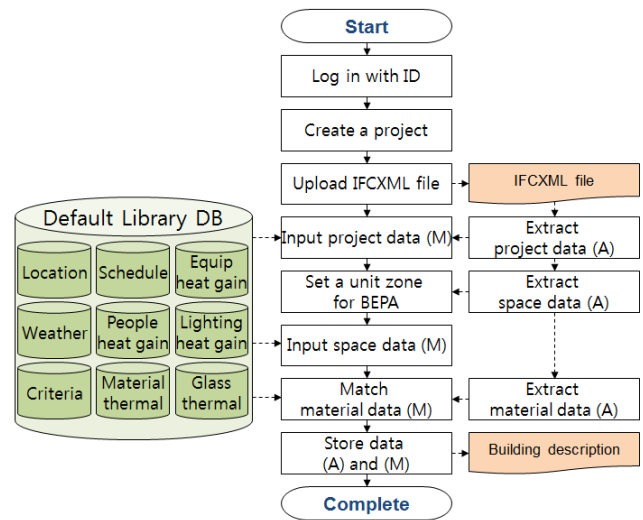 Start
Log in with ID
Create a project
Upload IFCXML file
IFCXML file
Default Library DB
Location
Schedule
Equip
heat gain
Weather
People
heat gain
Lighting
heat gain
Criteria
Material
thermal
Glass
thermal
Input project data (M)
Extract
project data (A)
Set a unit zone
for BEPA
Extract
space data (A)
Input space data (M)
Match
material data (M)
Extract
material data (A)
Store data
(A) and (M)
Building description
Complete